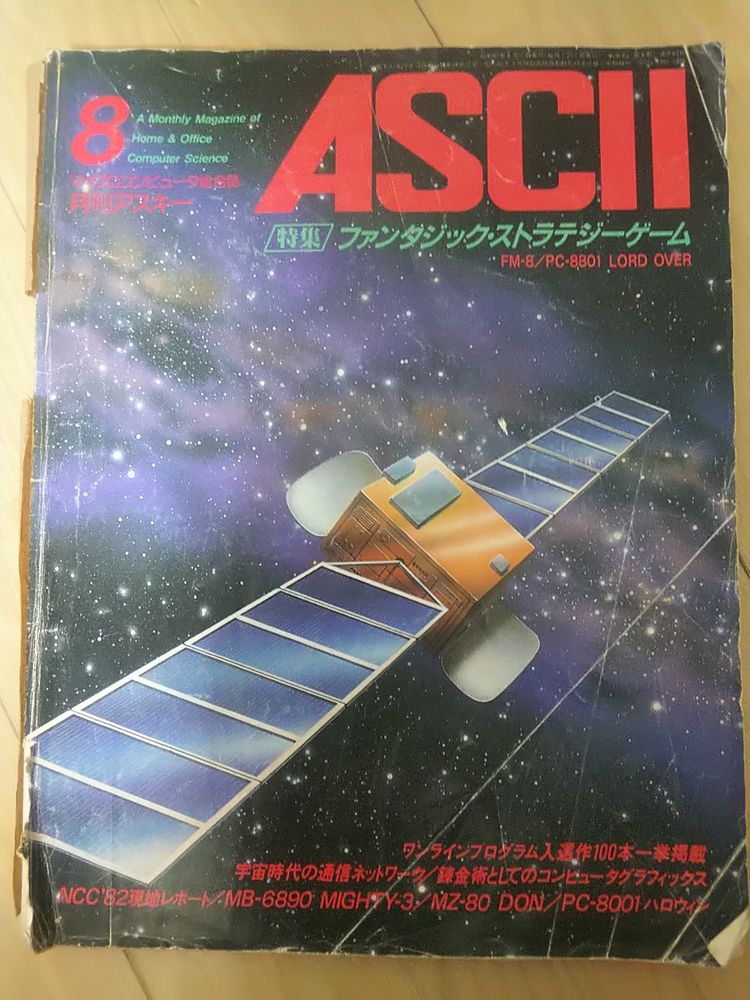 ASCII
8
A Monthly Magazine of
Home & Office
Computer Science
マイクロコンピュータ総合誌
月刊アスキー
特集 ファンタジック・ストラテジーゲーム
FM-8/PC-8801 LORD OVER
ワンラインプログラム入選作100本一挙掲載
宇宙時代の通信ネットワーク/錬金術としてのコンピュータグラフィックス
NCC'82現地レポート/MB-6890 MIGHTY-3/MZ-80 DON/PC-8001 ハロウィン